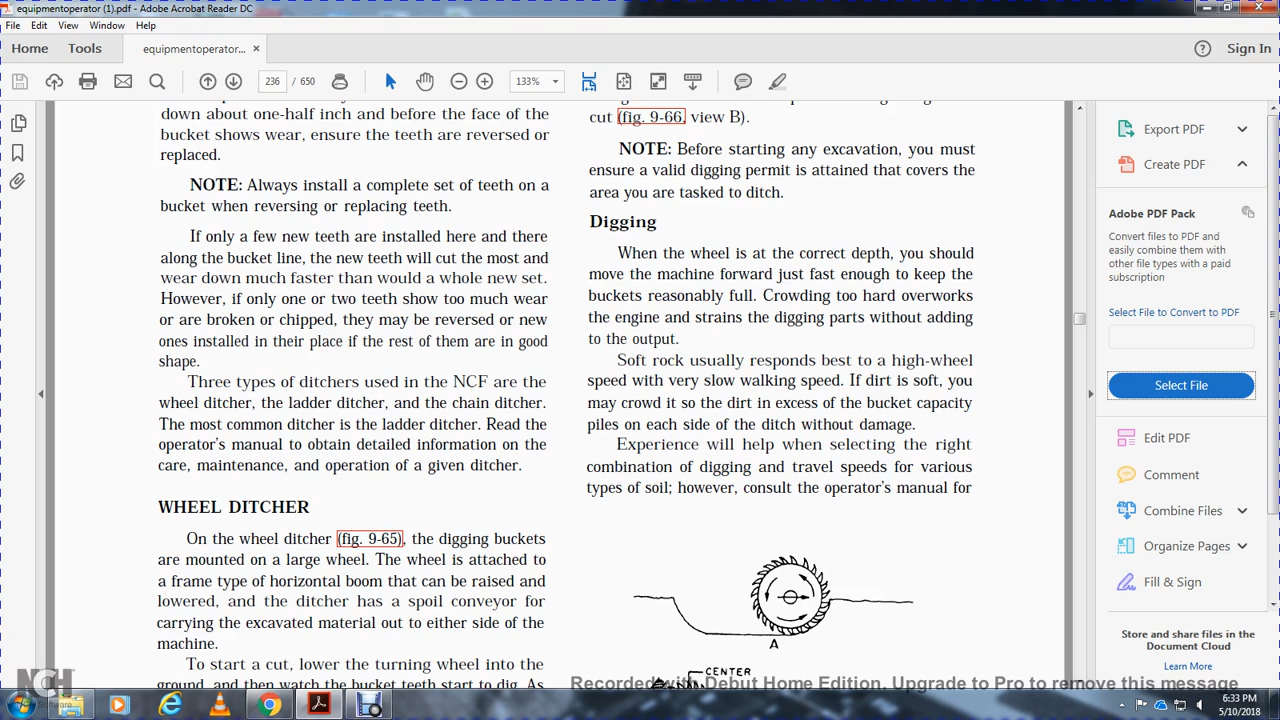 equipmentoperator (1).pdf - Adobe Acrobat Reader DC
File Edit View Window Help
Home Tools equipmentoperator... × Sign In
236 / 650 133%
down about one-half inch and before the face of the
bucket shows wear, ensure the teeth are reversed or
replaced.
NOTE: Always install a complete set of teeth on a
bucket when reversing or replacing teeth.
If only a few new teeth are installed here and there
along the bucket line, the new teeth will cut the most and
wear down much faster than would a whole new set.
However, if only one or two teeth show too much wear
or are broken or chipped, they may be reversed or new
ones installed in their place if the rest of them are in good
shape.
Three types of ditchers used in the NCF are the
wheel ditcher, the ladder ditcher, and the chain ditcher.
The most common ditcher is the ladder ditcher. Read the
operator's manual to obtain detailed information on the
care, maintenance, and operation of a given ditcher.
WHEEL DITCHER
On the wheel ditcher (fig. 9-65), the digging buckets
are mounted on a large wheel. The wheel is attached to
a frame type of horizontal boom that can be raised and
lowered, and the ditcher has a spoil conveyor for
carrying the excavated material out to either side of the
machine.
To start a cut, lower the turning wheel into the
ground, and then watch the bucket teeth start to dig. As
cut (fig. 9-66, view B).
NOTE: Before starting any excavation, you must
ensure a valid digging permit is attained that covers the
area you are tasked to ditch.
Digging
When the wheel is at the correct depth, you should
move the machine forward just fast enough to keep the
buckets reasonably full. Crowding too hard overworks
the engine and strains the digging parts without adding
to the output.
Soft rock usually responds best to a high-wheel
speed with very slow walking speed. If dirt is soft, you
may crowd it so the dirt in excess of the bucket capacity
piles on each side of the ditch without damage.
Experience will help when selecting the right
combination of digging and travel speeds for various
types of soil; however, consult the operator's manual for
A
CENTER
Export PDF
Create PDF
Adobe PDF Pack
Convert files to PDF and
easily combine them with
other file types with a paid
subscription
Select File to Convert to PDF
Select File
Edit PDF
Comment
Combine Files
Organize Pages
Fill & Sign
Store and share files in the
Document Cloud
Learn More
NCH
Software
Recorded with Debut Home Edition. Upgrade to Pro to remove this message
6:33 PM
5/10/2018